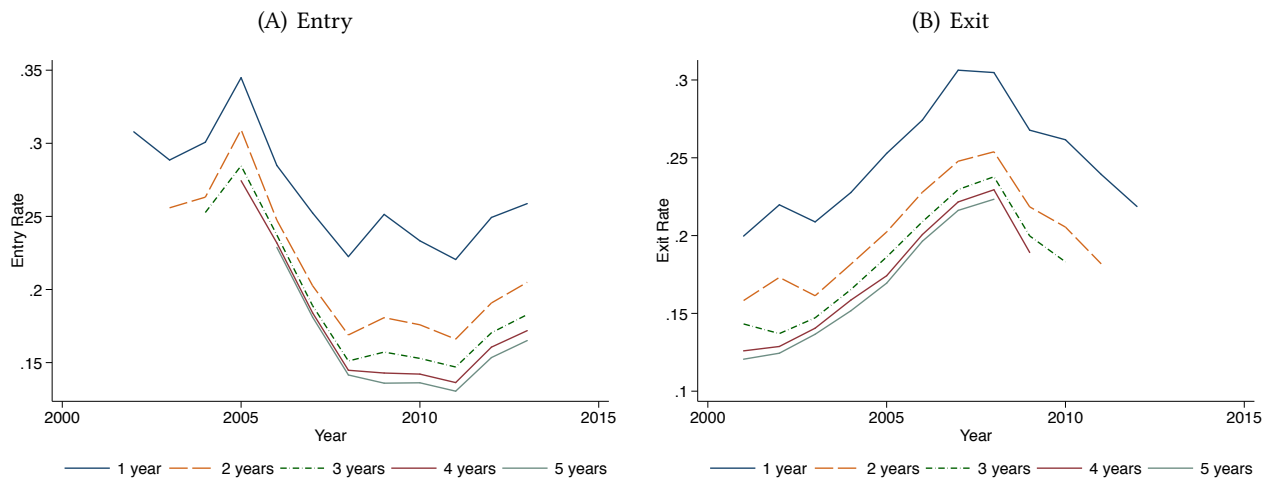 (A) Entry
.35
.3
.25
.2
.15
Entry Rate
2000 2005 2010 2015
Year
1 year 2 years 3 years 4 years 5 years
(B) Exit
.3
.25
.2
.15
.1
Exit Rate
2000 2005 2010 2015
Year
1 year 2 years 3 years 4 years 5 years